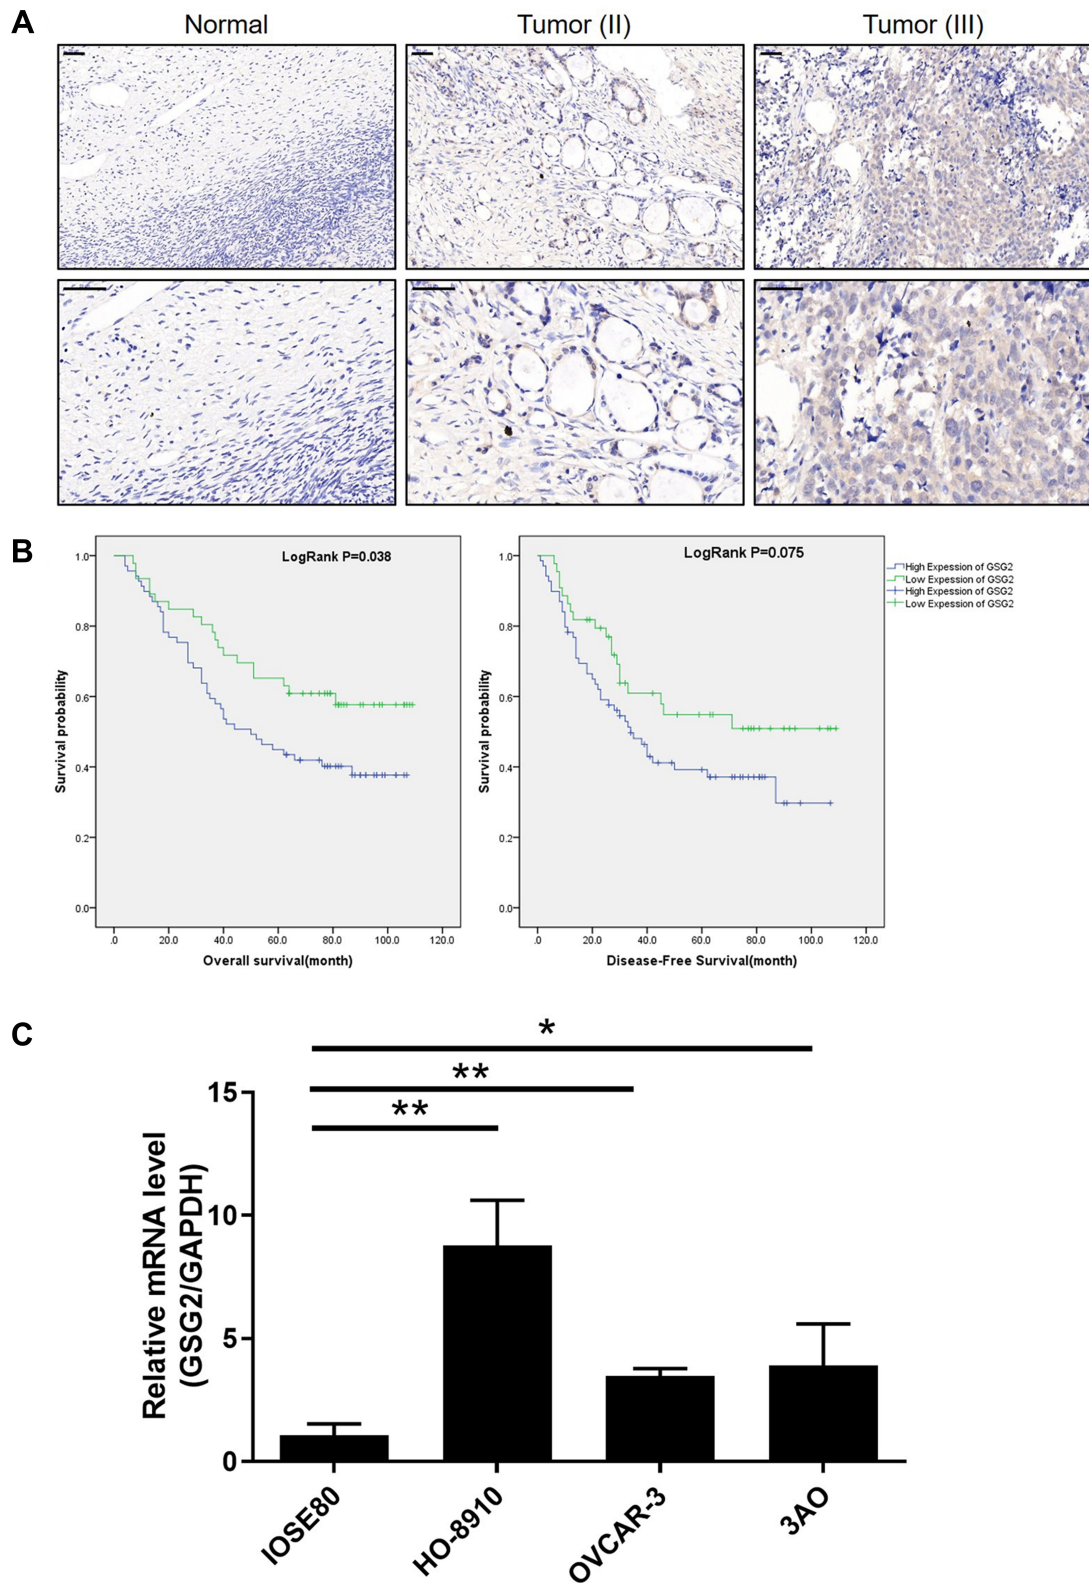 A
Normal
Tumor (II)
Tumor (III)
B
LogRank P=0.038
1.0
0.8
0.6
0.4
0.2
0.0
Survival probability
.0 20.0 40.0 60.0 80.0 100.0 120.0
Overall survival(month)
LogRank P=0.075
1.0
0.8
0.6
0.4
0.2
0.0
Survival probability
.0 20.0 40.0 60.0 80.0 100.0 120.0
Disease-Free Survival(month)
High Expession of GSG2
Low Expession of GSG2
High Expession of GSG2
Low Expession of GSG2
C
*
**
**
15
10
5
0
Relative mRNA level
(GSG2/GAPDH)
IOSE80
HO-8910
OVCAR-3
3AO